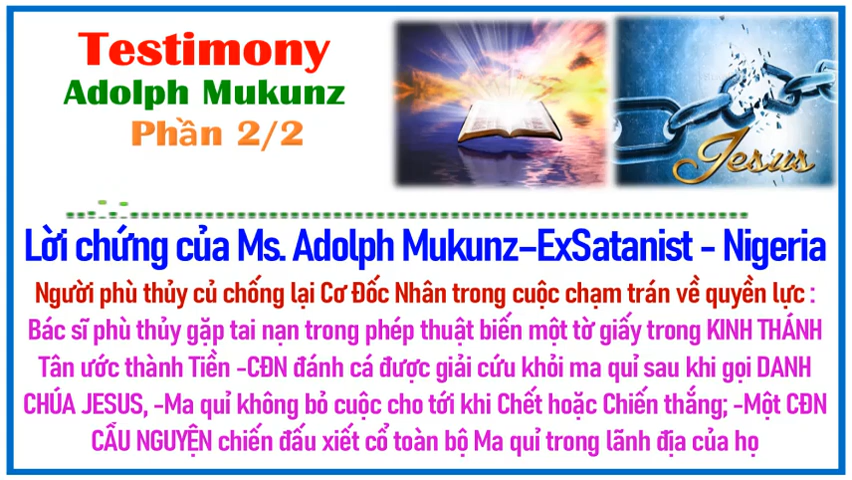 Testimony
Adolph Mukunz
Phần 2/2
Jesus
Lời chứng của Ms. Adolph Mukunz–ExSatanist - Nigeria
Người phù thủy củ chống lại Cơ Đốc Nhân trong cuộc chạm trán về quyền lực :
Bác sĩ phù thủy gặp tai nạn trong phép thuật biến một tờ giấy trong KINH THÁNH
Tân ước thành Tiền -CĐN đánh cá được giải cứu khỏi ma quỉ sau khi gọi DANH
CHÚA JESUS, -Ma quỉ không bỏ cuộc cho tới khi Chết hoặc Chiến thắng; -Một CĐN
CẦU NGUYỆN chiến đấu xiết cổ toàn bộ Ma quỉ trong lãnh địa của họ